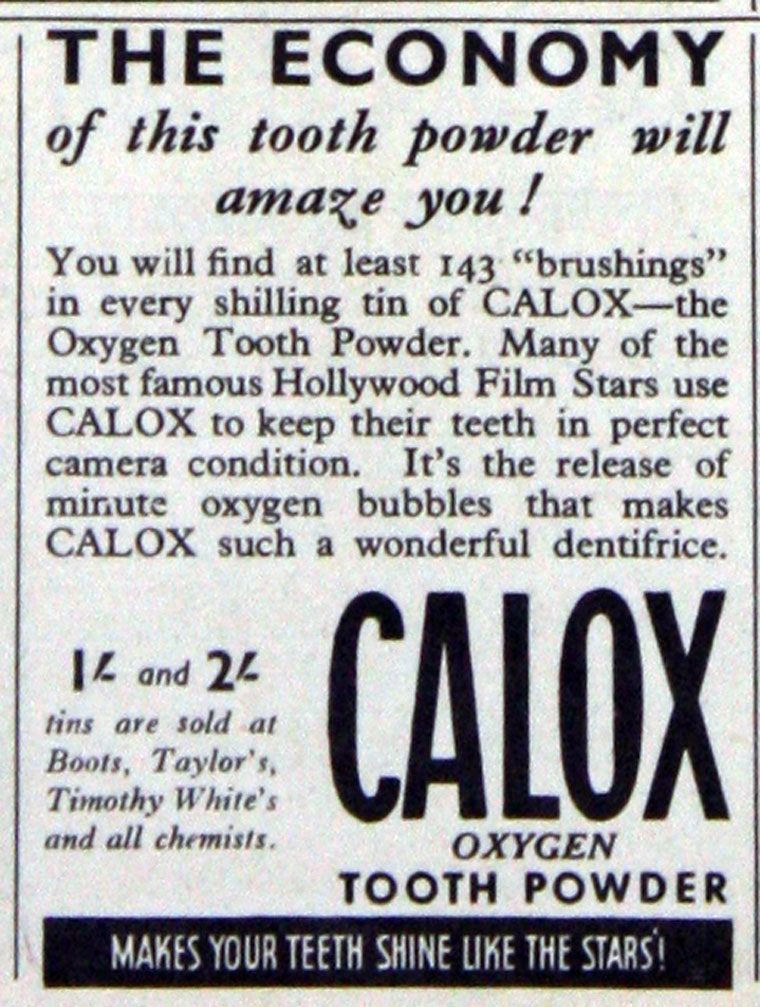 THE ECONOMY
of this tooth powder will
amaze you!
You will find at least 143 “brushings”
in every shilling tin of CALOX—the
Oxygen Tooth Powder. Many of the
most famous Hollywood Film Stars use
CALOX to keep their teeth in perfect
camera condition. It's the release of
minute oxygen bubbles that makes
CALOX such a wonderful dentifrice.
1/- and 2/-
tins are sold at
Boots, Taylor's,
Timothy White's
and all chemists.
CALOX
OXYGEN
TOOTH POWDER
MAKES YOUR TEETH SHINE LIKE THE STARS'!